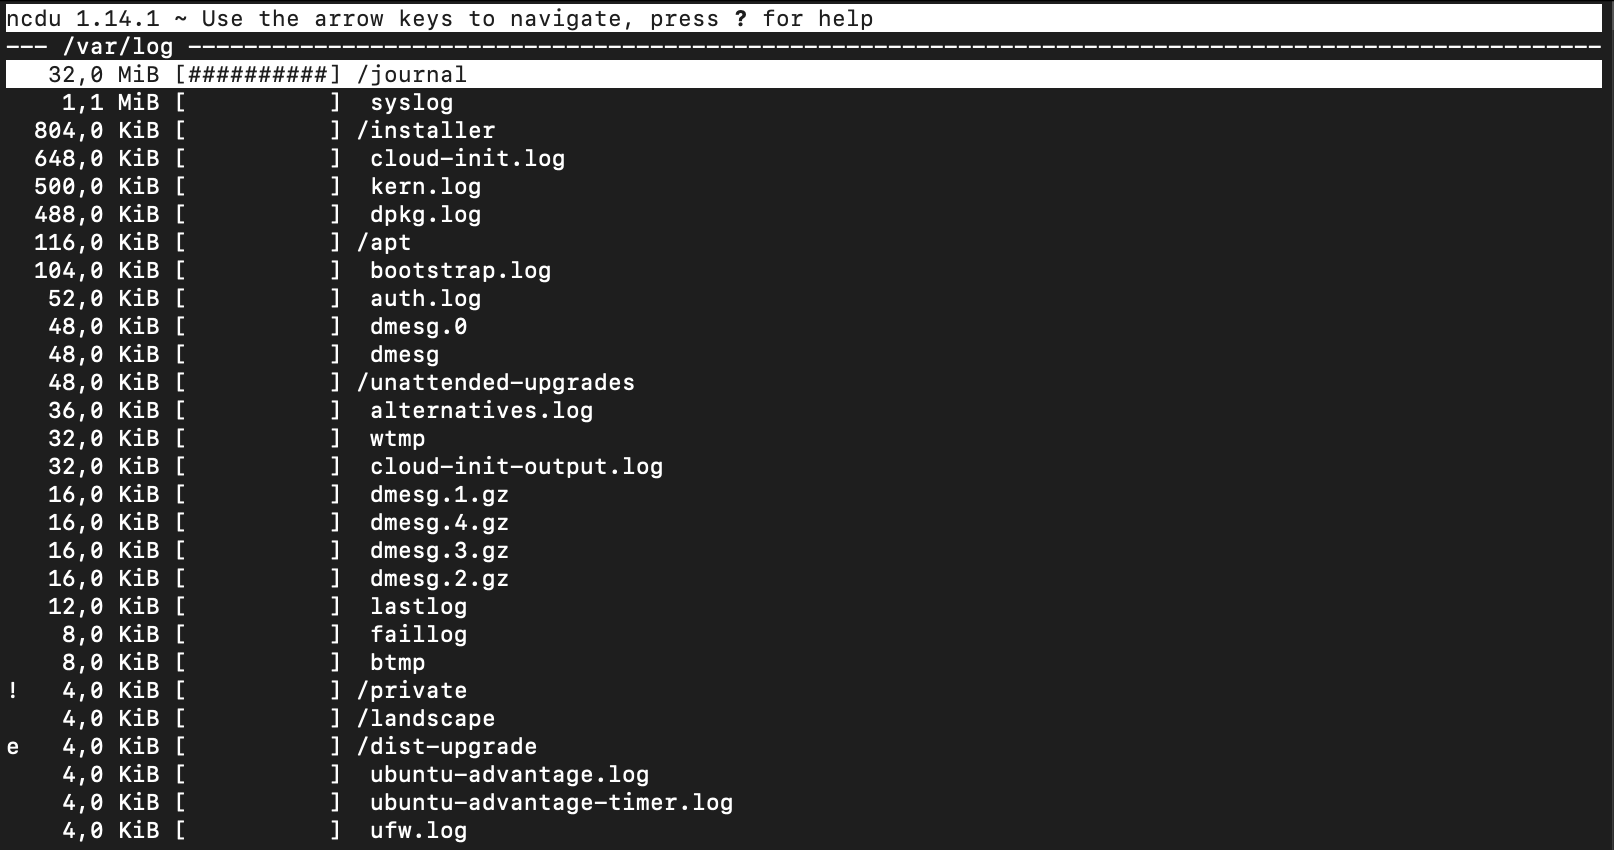 ncdu 1.14.1 ~ Use the arrow keys to navigate, press ? for help
--- /var/log -----------------------------------------------------------------------------------------------------
   32,0 MiB [##########] /journal
    1,1 MiB [          ]  syslog
  804,0 KiB [          ] /installer
  648,0 KiB [          ]  cloud-init.log
  500,0 KiB [          ]  kern.log
  488,0 KiB [          ]  dpkg.log
  116,0 KiB [          ] /apt
  104,0 KiB [          ]  bootstrap.log
   52,0 KiB [          ]  auth.log
   48,0 KiB [          ]  dmesg.0
   48,0 KiB [          ]  dmesg
   48,0 KiB [          ] /unattended-upgrades
   36,0 KiB [          ]  alternatives.log
   32,0 KiB [          ]  wtmp
   32,0 KiB [          ]  cloud-init-output.log
   16,0 KiB [          ]  dmesg.1.gz
   16,0 KiB [          ]  dmesg.4.gz
   16,0 KiB [          ]  dmesg.3.gz
   16,0 KiB [          ]  dmesg.2.gz
   12,0 KiB [          ]  lastlog
    8,0 KiB [          ]  faillog
    8,0 KiB [          ]  btmp
!   4,0 KiB [          ] /private
    4,0 KiB [          ] /landscape
e   4,0 KiB [          ] /dist-upgrade
    4,0 KiB [          ]  ubuntu-advantage.log
    4,0 KiB [          ]  ubuntu-advantage-timer.log
    4,0 KiB [          ]  ufw.log